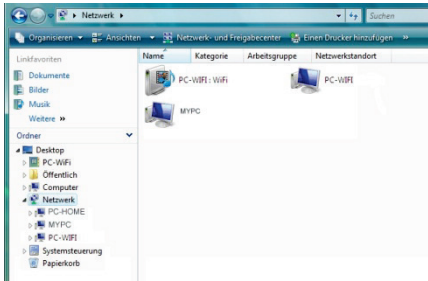 Netzwerk
Suchen
Organisieren Ansichten Netzwerk- und Freigabecenter Einen Drucker hinzufügen »
Linkfavoriten
Dokumente
Bilder
Musik
Weitere »
Ordner
Desktop
PC-WiFi
Öffentlich
Computer
Netzwerk
PC-HOME
MYPC
PC-WIFI
Systemsteuerung
Papierkorb
Name Kategorie Arbeitsgruppe Netzwerkstandort
PC-WIFI : WiFi PC-WIFI
MYPC